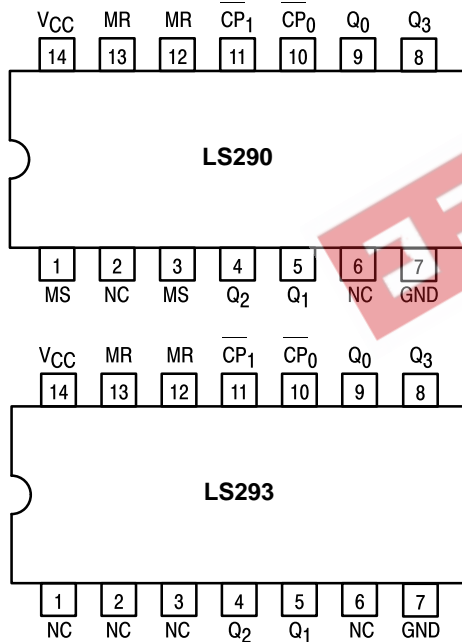 VCC MR MR CP1 CP0 Q0 Q3
14 13 12 11 10 9 8
LS290
1 2 3 4 5 6 7
MS NC MS Q2 Q1 NC GND
VCC MR MR CP1 CP0 Q0 Q3
14 13 12 11 10 9 8
LS293
1 2 3 4 5 6 7
NC NC NC Q2 Q1 NC GND